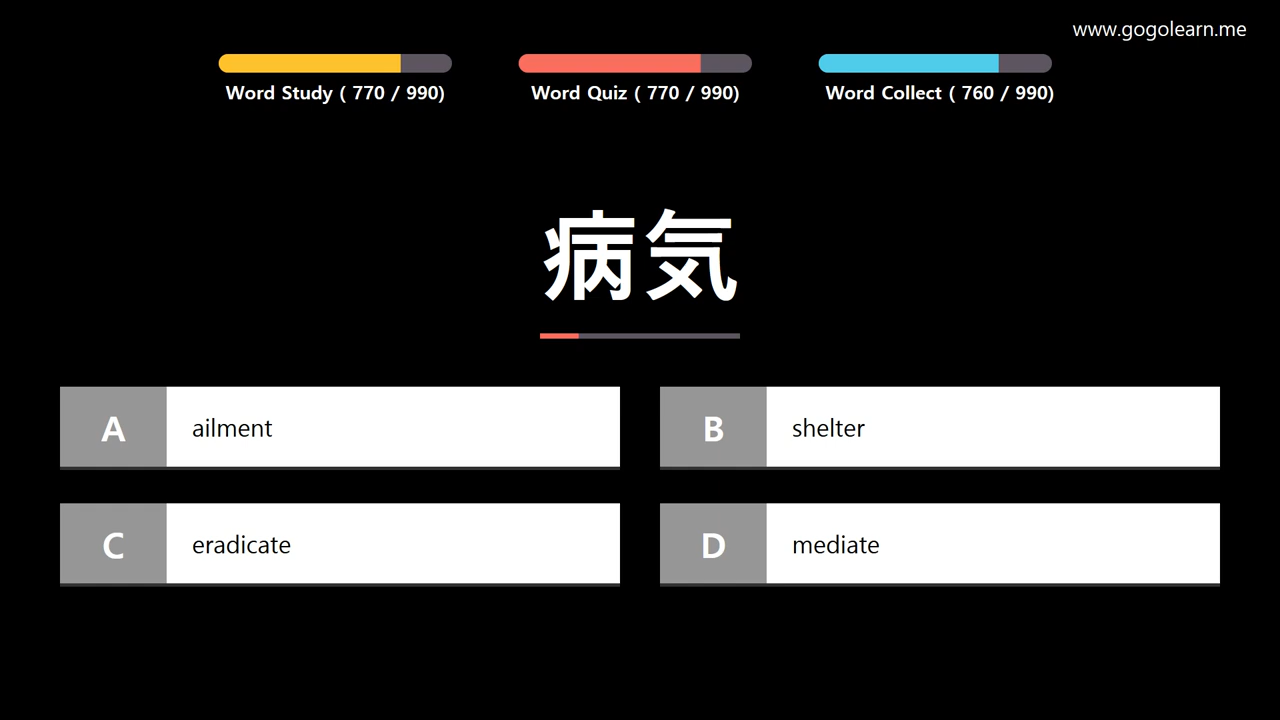 www.gogolearn.me
Word Study ( 770 / 990)
Word Quiz ( 770 / 990)
Word Collect ( 760 / 990)
病気
A ailment
B shelter
C eradicate
D mediate